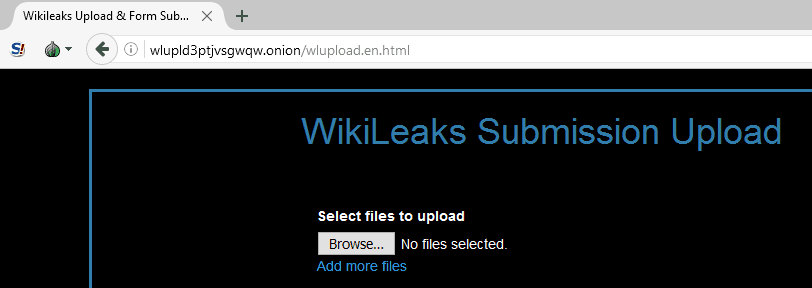 Wikileaks Upload & Form Sub...
S!
wlupld3ptjvsgwqw.onion/wlupload.en.html
WikiLeaks Submission Upload
Select files to upload
Browse... No files selected.
Add more files